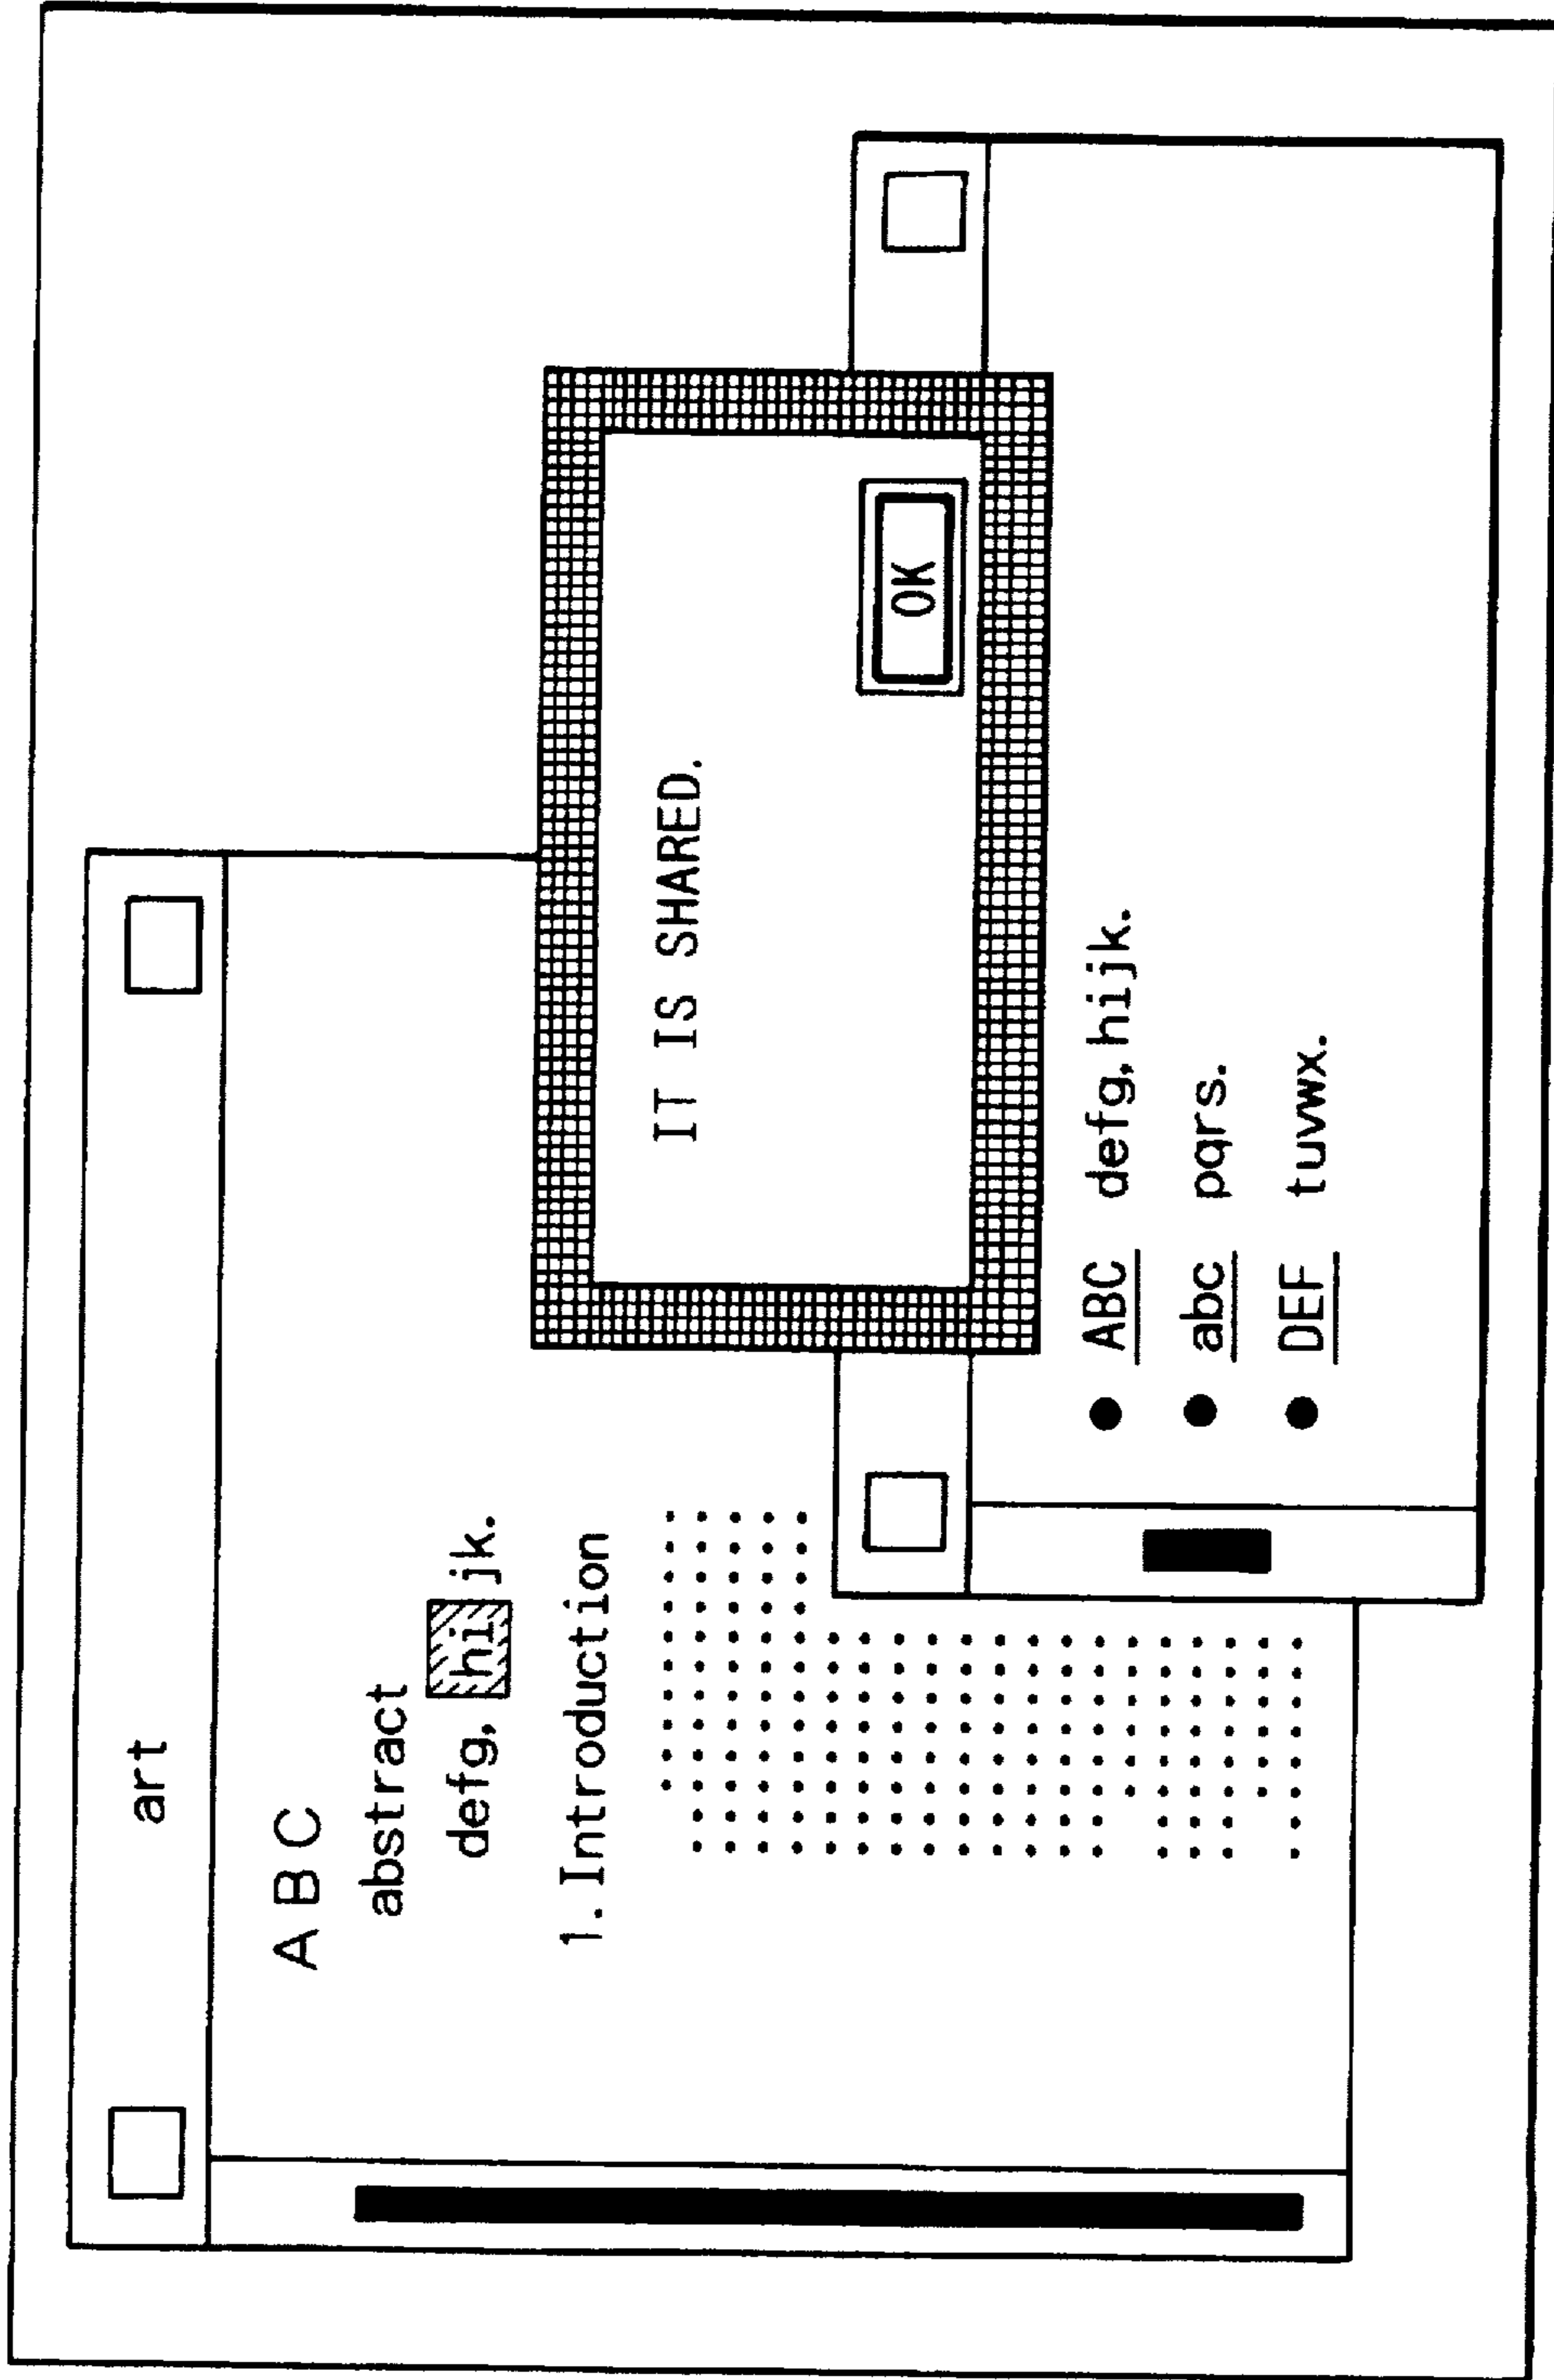 art
A B C
abstract
defg, hijk.
1. Introduction
IT IS SHARED.
OK
● ABC defg, hijk.
● abc pqrs.
● DEF tuvwx.